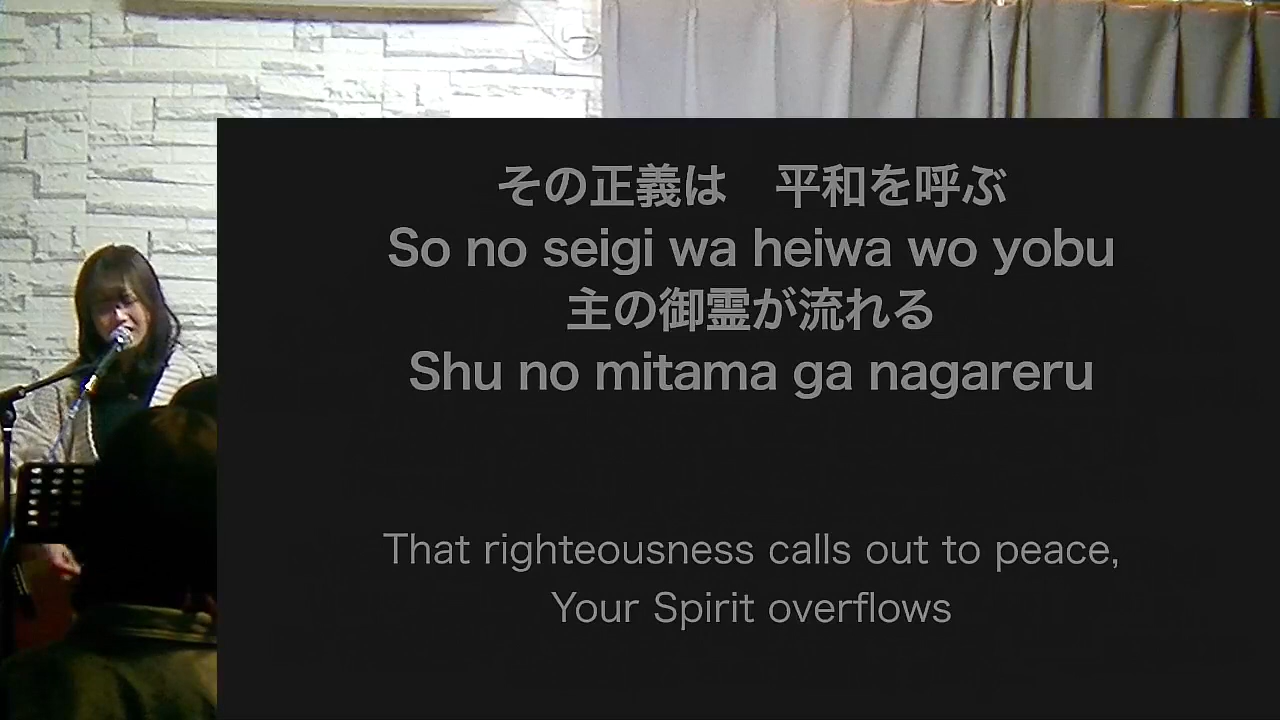 その正義は　平和を呼ぶ
So no seigi wa heiwa wo yobu
主の御霊が流れる
Shu no mitama ga nagareru
That righteousness calls out to peace,
Your Spirit overflows